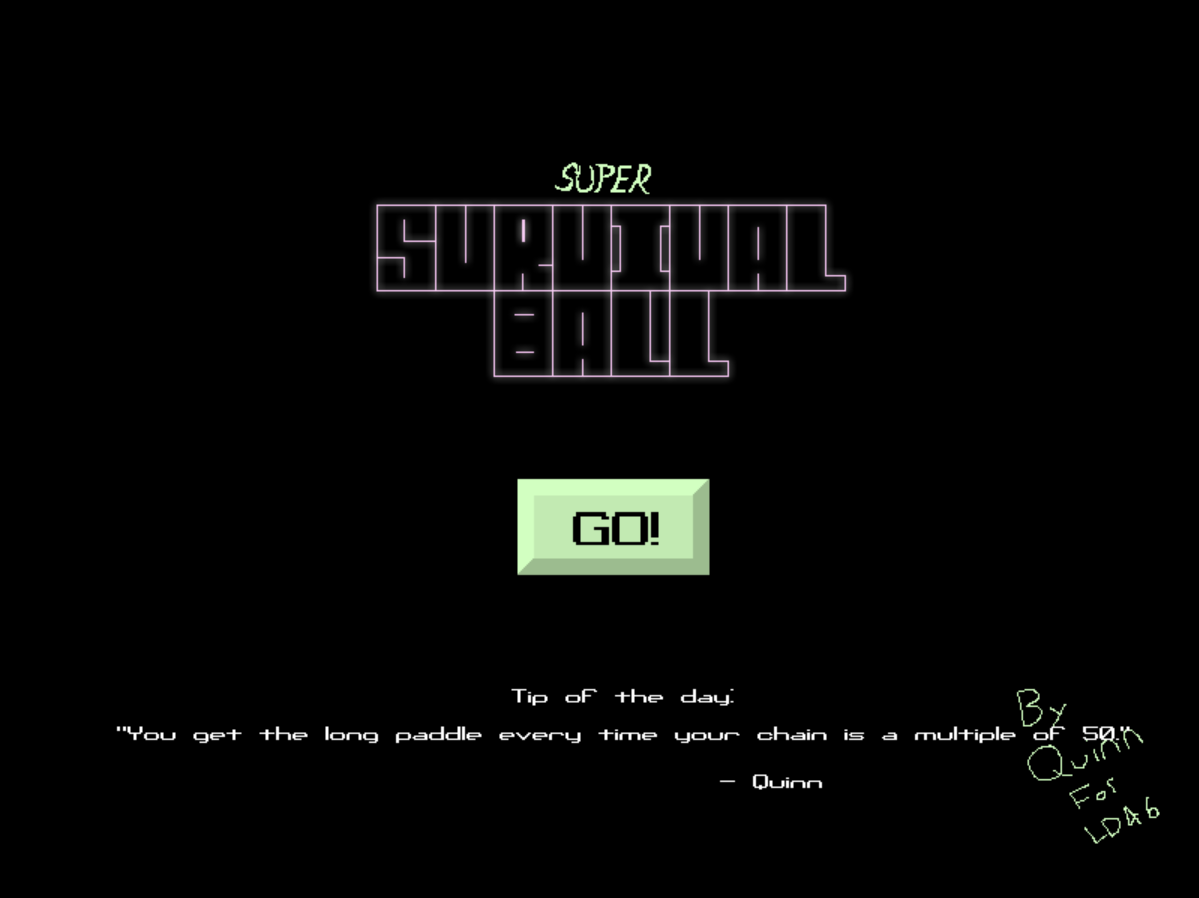 SUPER
SURVIVAL
BALL
GO!
Tip of the day:
"You get the long paddle every time your chain is a multiple of 50."
- Quinn
By
Quinn
For
LD46